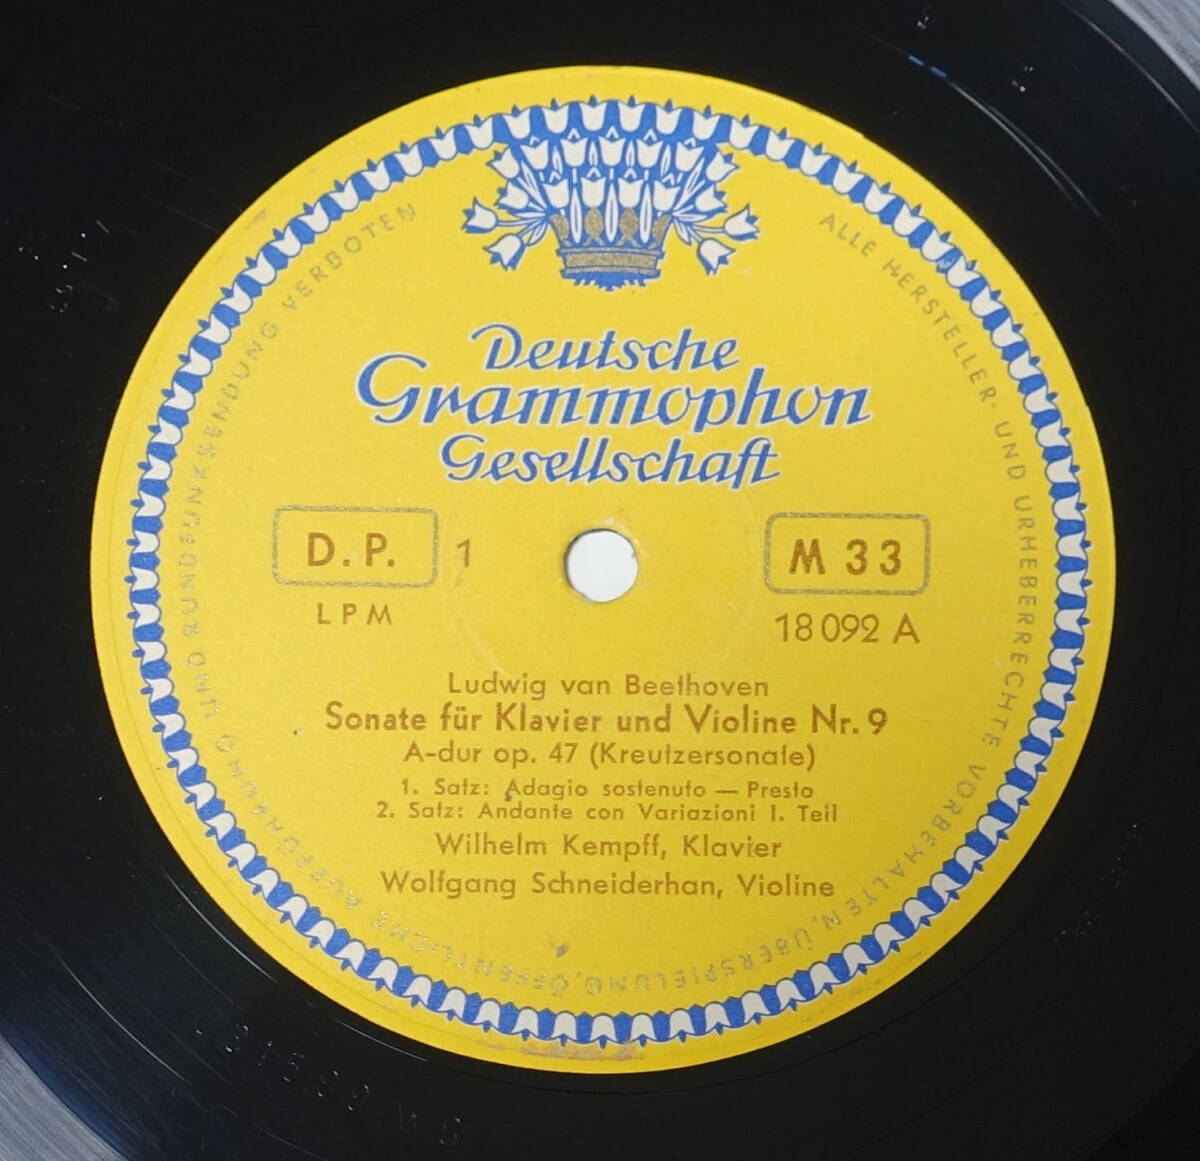 Deutsche
Grammophon
Gesellschaft
D.P. 1
M 33
LPM
18 092 A
Ludwig van Beethoven
Sonate für Klavier und Violine Nr. 9
A-dur op. 47 (Kreutzersonate)
1. Satz: Adagio sostenuto — Presto
2. Satz: Andante con Variazioni 1. Teil
Wilhelm Kempff, Klavier
Wolfgang Schneiderhan, Violine
ALLE HERSTELLER- UND URHEBERRECHTE VORBEHALTEN, ÜBERSPIELUNG, ÖFFENTLICHE AUFFÜHRUNG UND RUNDFUNKSENDUNG VERBOTEN